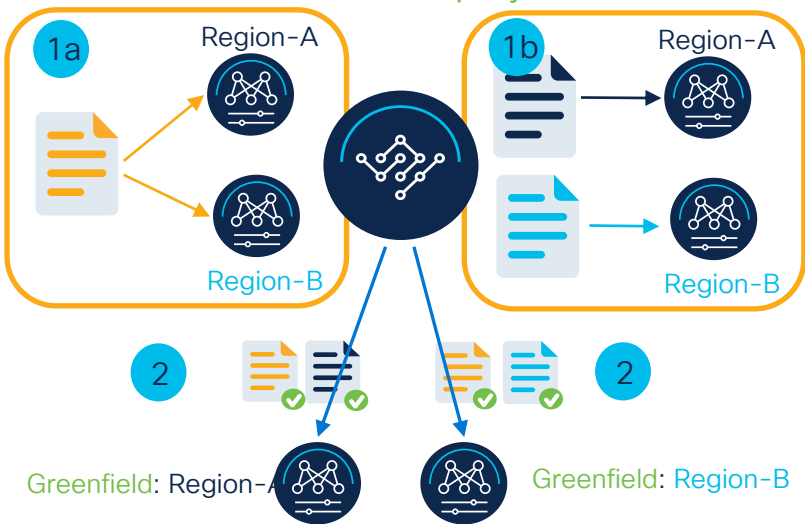 1a
Region-A
Region-B
1b
Region-A
Region-B
2
2
Greenfield: Region-A
Greenfield: Region-B